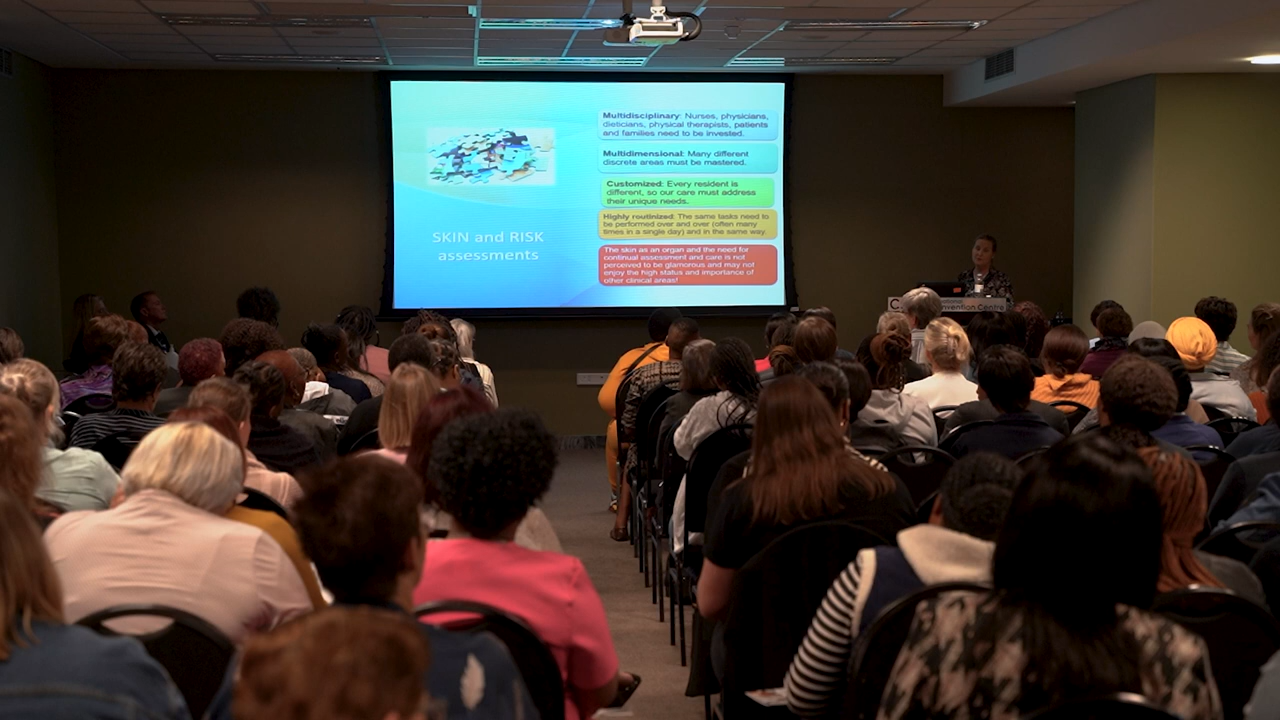 SKIN and RISK
assessments
Multidisciplinary: Nurses, physicians,
dieticians, physical therapists, patients
and families need to be invested.
Multidimensional: Many different
discrete areas must be mastered.
Customized: Every resident is
different, so our care must address
their unique needs.
Highly routinized: The same tasks need to
be performed over and over (often many
times in a single day) and in the same way.
The skin as an organ and the need for
continual assessment and care is not
perceived to be glamorous and may not
enjoy the high status and importance of
other clinical areas!
Convention Centre